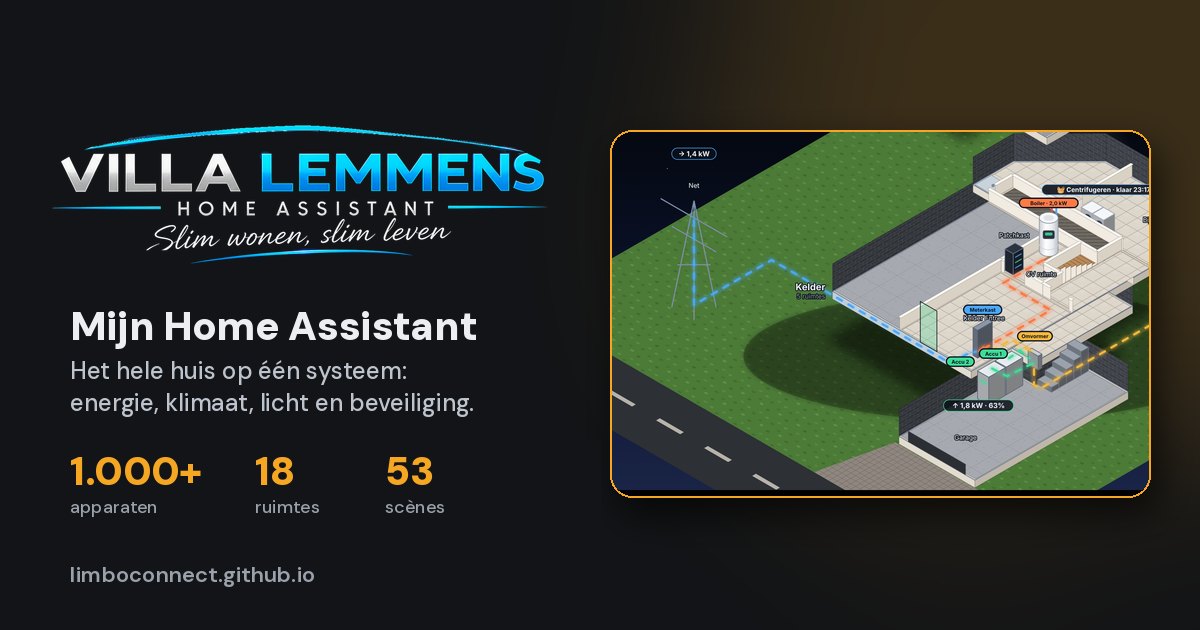 VILLA LEMMENS
HOME ASSISTANT
Slim wonen, slim leven
Mijn Home Assistant
Het hele huis op één systeem:
energie, klimaat, licht en beveiliging.
1.000+ 18 53
apparaten ruimtes scènes
limboconnect.github.io
→ 1,4 kW
Net
Centrifugeren · klaar 23:17
Boiler · 2,0 kW
Patchkast
CV ruimte
Kelder
5 ruimtes
Meterkast
Kelder Entree
Omvormer
Accu 1
Accu 2
↑ 1,8 kW · 63%
Garage